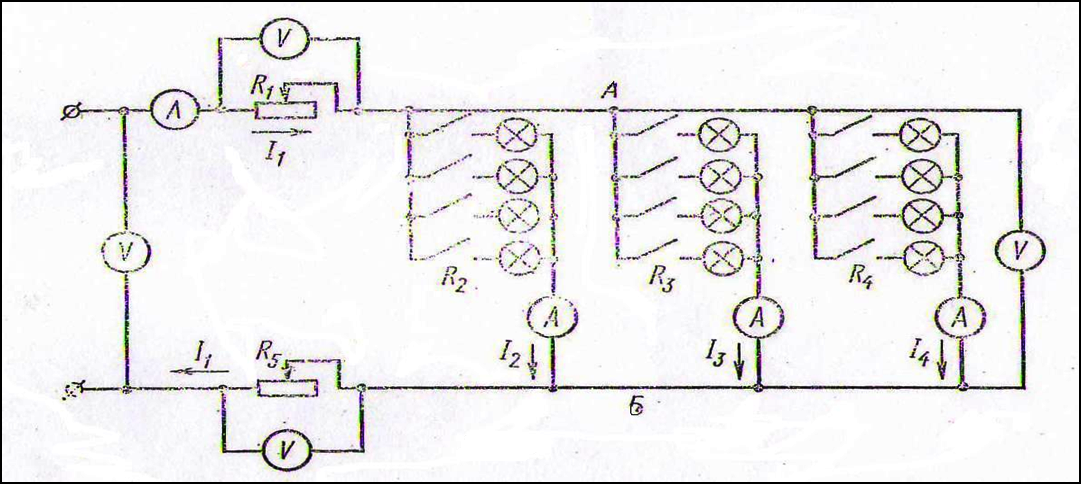 V
R₁
A
A
I₁
V
V
R₂
R₃
R₄
A
A
A
I₁
R₅
I₂
I₃
I₄
Б
V